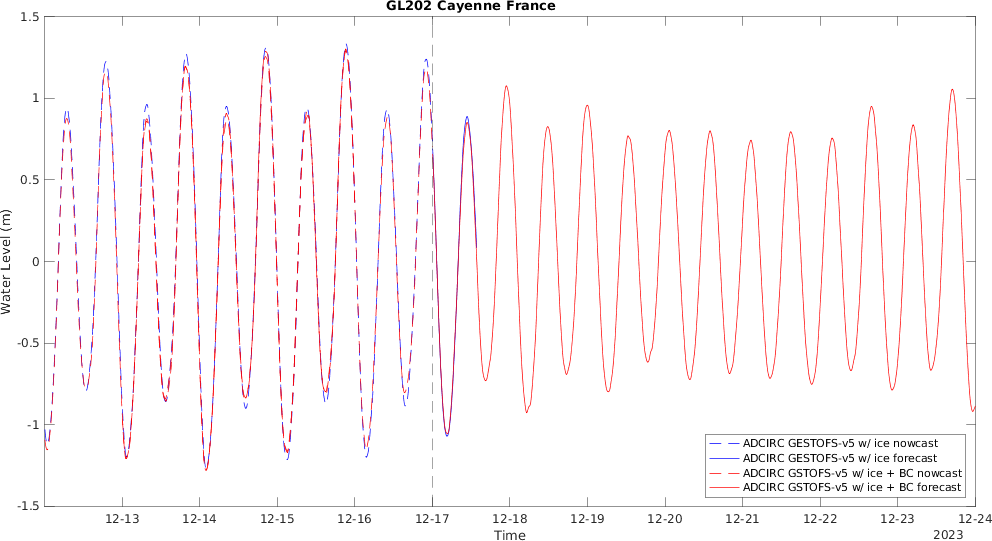 GL202 Cayenne France
1.5
1
0.5
0
-0.5
-1
-1.5
Water Level (m)
ADCIRC GESTOFS-v5 w/ ice nowcast
ADCIRC GESTOFS-v5 w/ ice forecast
ADCIRC GSTOFS-v5 w/ ice + BC nowcast
ADCIRC GSTOFS-v5 w/ ice + BC forecast
12-13 12-14 12-15 12-16 12-17 12-18 12-19 12-20 12-21 12-22 12-23 12-24
Time
2023